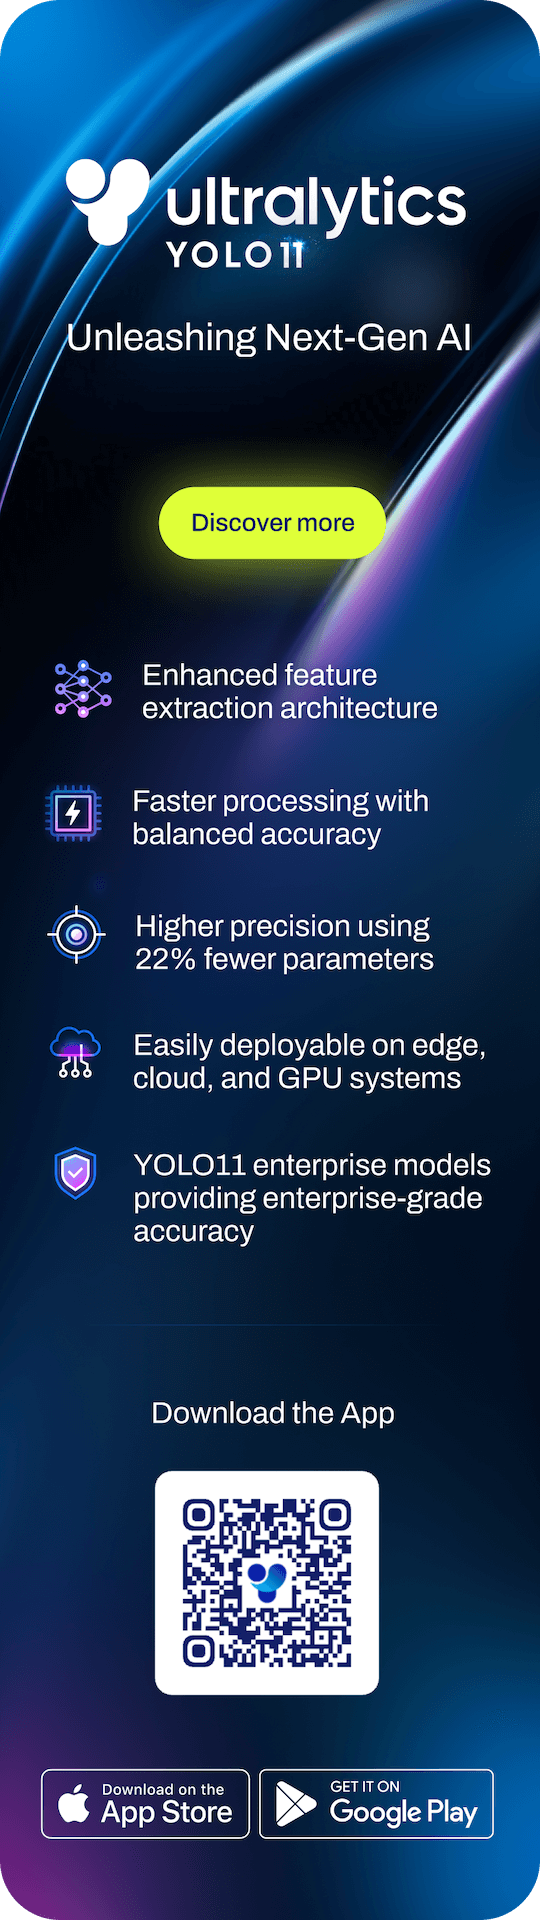 ultralytics
YOLO11
Unleashing Next-Gen AI
Discover more
Enhanced feature
extraction architecture
Faster processing with
balanced accuracy
Higher precision using
22% fewer parameters
Easily deployable on edge,
cloud, and GPU systems
YOLO11 enterprise models
providing enterprise-grade
accuracy
Download the App
Download on the
App Store
GET IT ON
Google Play